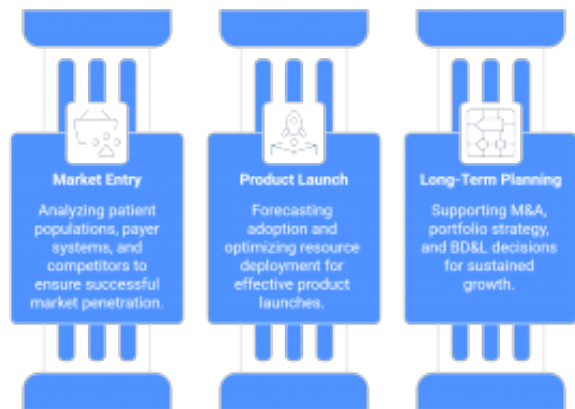 Market Entry
Analyzing patient
populations, payer
systems, and
competitors to
ensure successful
market penetration.
Product Launch
Forecasting
adoption and
optimizing resource
deployment for
effective product
launches.
Long-Term Planning
Supporting M&A,
portfolio strategy,
and BD&L decisions
for sustained
growth.